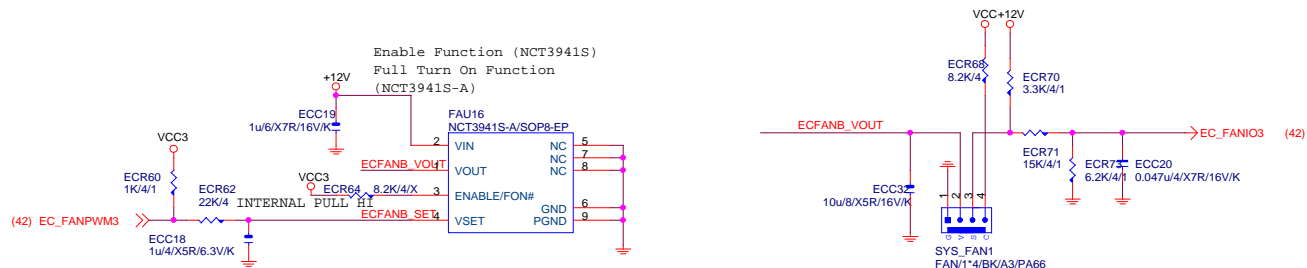 Enable Function (NCT3941S)
Full Turn On Function
(NCT3941S-A)
+12V
ECC19
1u/6/X7R/16V/K
FAU16
NCT3941S-A/SOP8-EP
2
VIN
NC
5
NC
7
ECFANB_VOUT
1
VOUT
NC
8
VCC3
ECR64
8.2K/4/X
3
ENABLE/FON#
INTERNAL PULL HI
GND
6
ECFANB_SET
4
VSET
PGND
9
VCC3
ECR60
1K/4/1
ECR62
22K/4
(42)
EC_FANPWM3
ECC18
1u/4/X5R/6.3V/K
VCC
+12V
ECR68
8.2K/4
ECR70
3.3K/4/1
ECFANB_VOUT
EC_FANIO3
(42)
ECR71
15K/4/1
ECR73
6.2K/4/1
ECC20
0.047u/4/X7R/16V/K
ECC32
10u/8/X5R/16V/K
1
2
3
4
G
V
S
C
SYS_FAN1
FAN/1*4/BK/A3/PA66